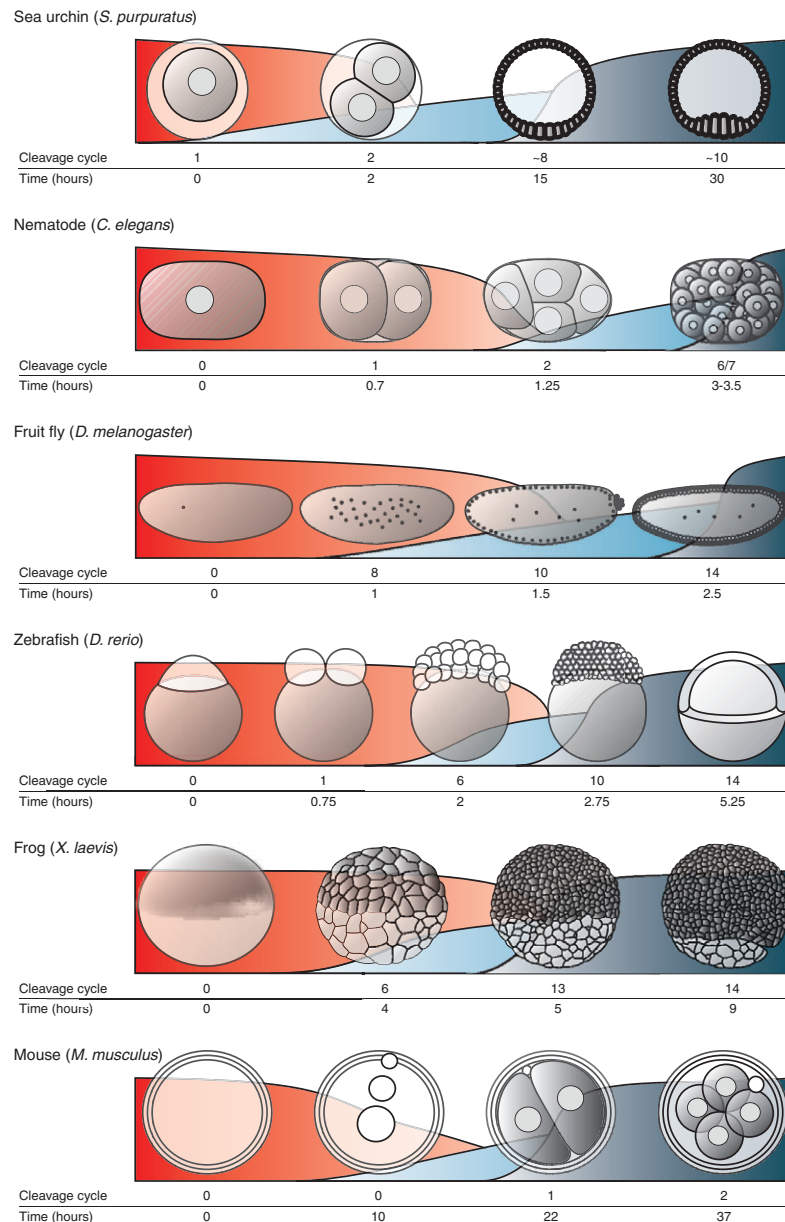 Sea urchin (S. purpuratus)
Cleavage cycle 1 2 ~8 ~10
Time (hours) 0 2 15 30
Nematode (C. elegans)
Cleavage cycle 0 1 2 6/7
Time (hours) 0 0.7 1.25 3-3.5
Fruit fly (D. melanogaster)
Cleavage cycle 0 8 10 14
Time (hours) 0 1 1.5 2.5
Zebrafish (D. rerio)
Cleavage cycle 0 1 6 10 14
Time (hours) 0 0.75 2 2.75 5.25
Frog (X. laevis)
Cleavage cycle 0 6 13 14
Time (hours) 0 4 5 9
Mouse (M. musculus)
Cleavage cycle 0 0 1 2
Time (hours) 0 10 22 37